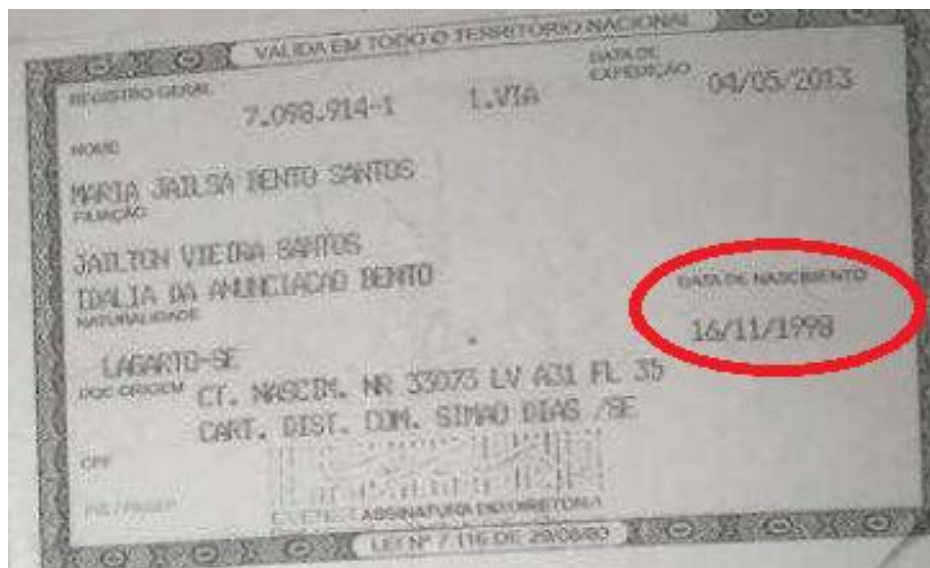 VÁLIDA EM TODO O TERRITÓRIO NACIONAL
REGISTRO GERAL 7.098.914-1 1.VIA DATA DE EXPEDIÇÃO 04/05/2013
NOME
MARIA JAILSA BENTO SANTOS
FILIAÇÃO
JAILTON VIEIRA SANTOS
IDALIA DA ANUNCIACAO BENTO
NATURALIDADE
DATA DE NASCIMENTO
LAGARTO-SE
16/11/1998
DOC ORIGEM CT. NASCIM. NR 33073 LV A31 FL 35
CART. DIST. COM. SIMAO DIAS /SE
CPF
PIS / PASEP
ASSINATURA DO DIRETOR
LEI Nº 7.116 DE 29/08/83